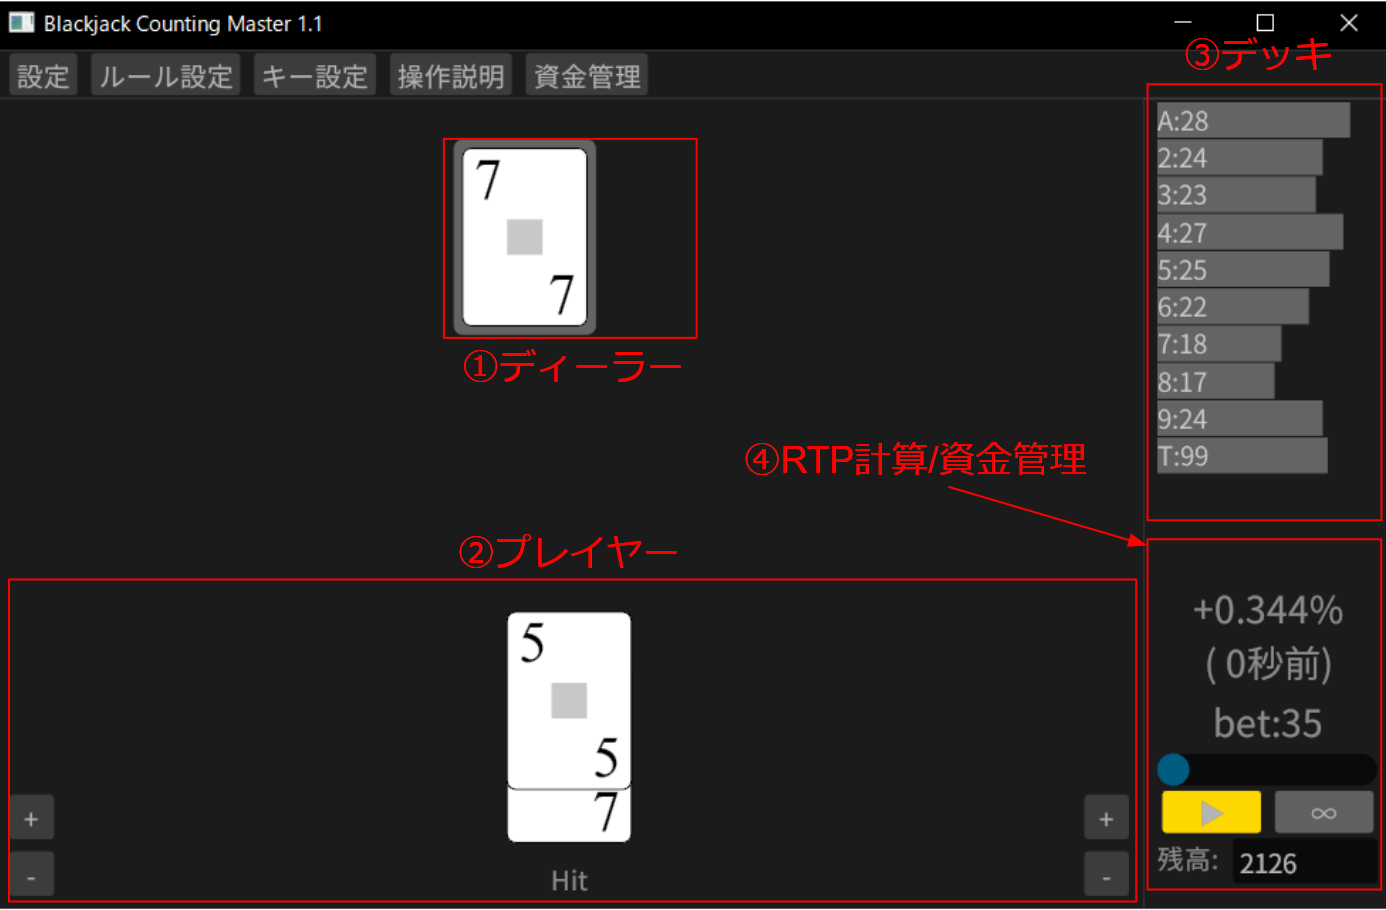 Blackjack Counting Master 1.1
設定 ルール設定 キー設定 操作説明 資金管理
③デッキ
A:28
2:24
3:23
4:27
5:25
6:22
7:18
8:17
9:24
T:99
7
7
①ディーラー
④RTP計算/資金管理
②プレイヤー
5
5
7
Hit
+
-
+
-
+0.344%
( 0秒前)
bet:35
∞
残高: 2126